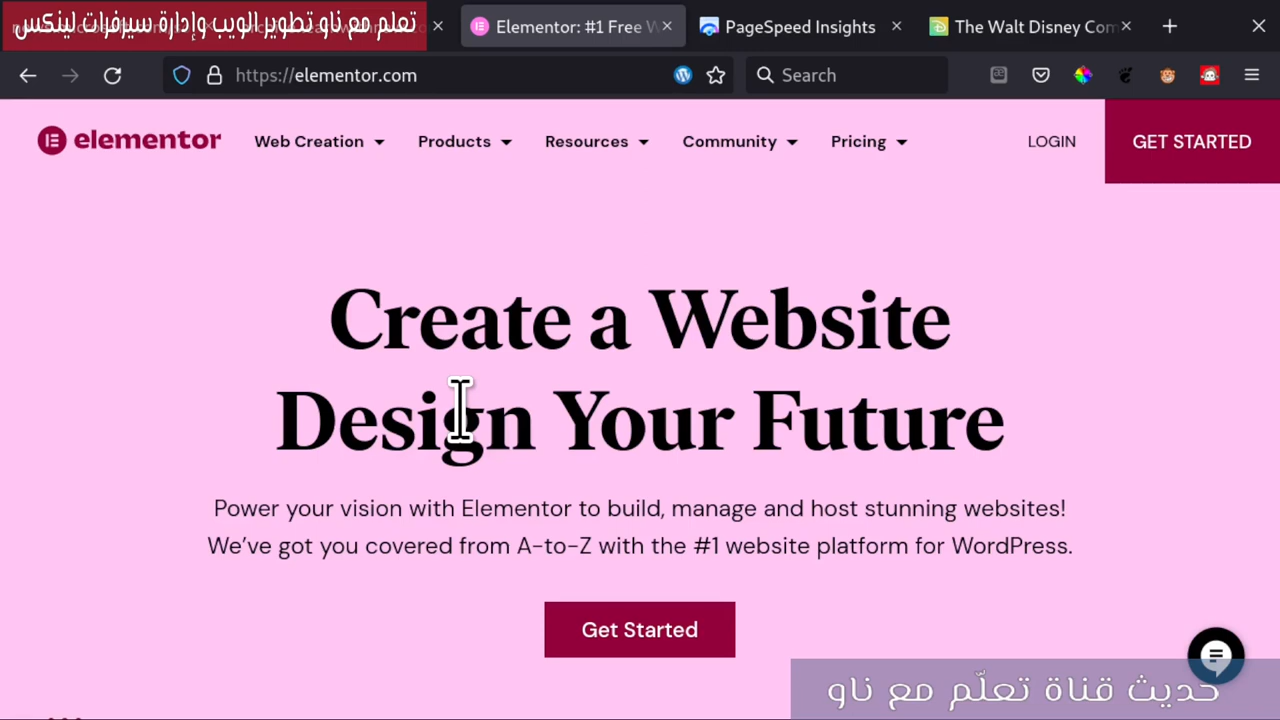 تعلم مع ناو تطوير الويب وإدارة سيرفرات لينكس
Elementor: #1 Free W
PageSpeed Insights
The Walt Disney Com
https://elementor.com
Search
elementor
Web Creation
Products
Resources
Community
Pricing
LOGIN
GET STARTED
Create a Website
Design Your Future
Power your vision with Elementor to build, manage and host stunning websites!
We've got you covered from A-to-Z with the #1 website platform for WordPress.
Get Started
حديث قناة تعلّم مع ناو